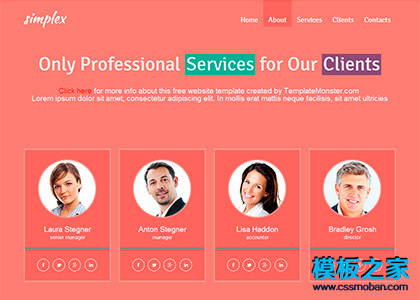 simplex
Home About Services Clients Contacts
Only Professional Services for Our Clients
Click here for more info about this free website template created by TemplateMonster.com
Lorem ipsum dolor sit amet, consectetur adipiscing elit. In mollis erat mattis neque facilisis, sit amet ultricies
Laura Stegner
senior manager
Anton Stegner
manager
Lisa Haddon
accounter
Bradley Grosh
director
模板之家
www.cssmoban.com